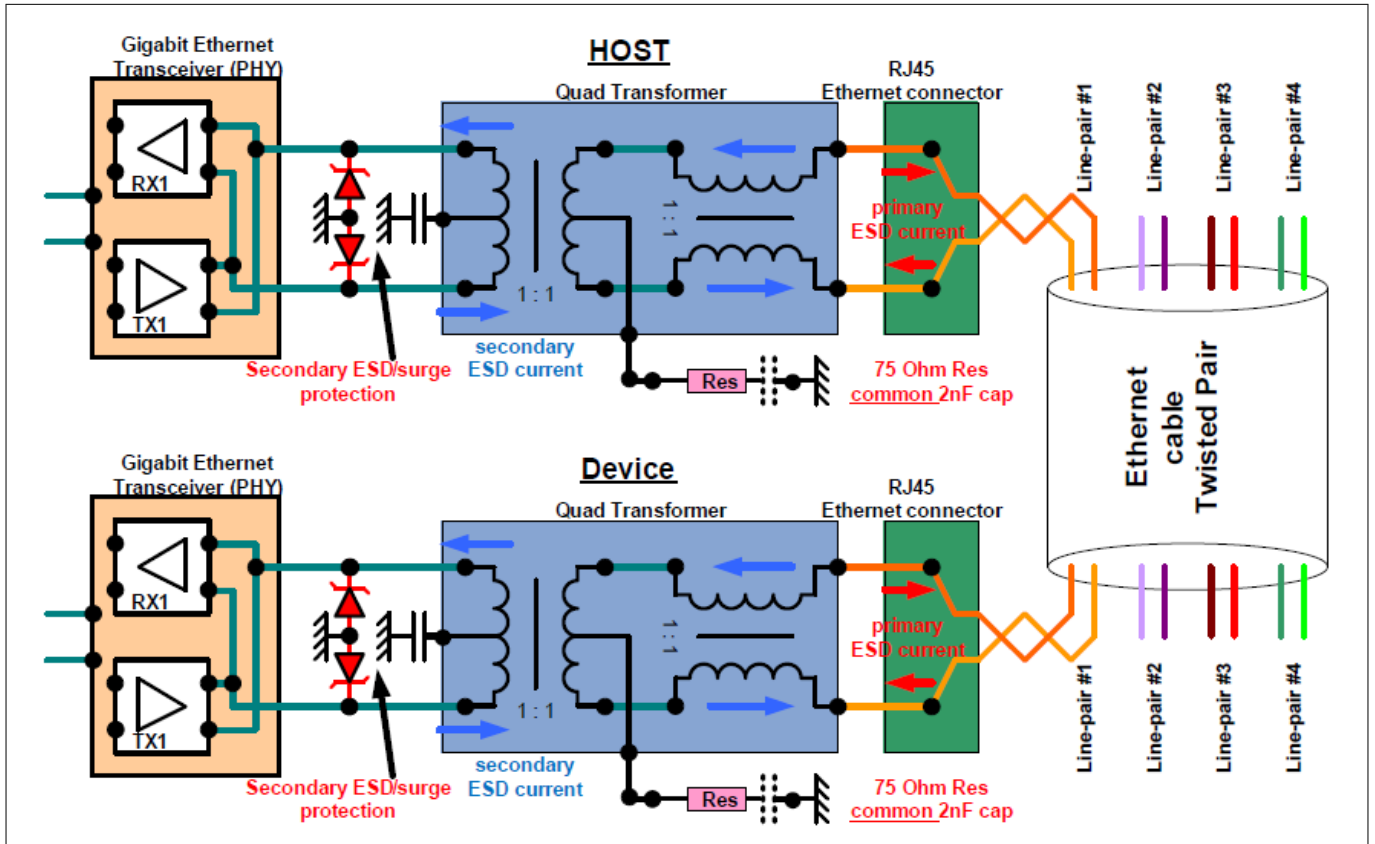 HOST
Gigabit Ethernet
Transceiver (PHY)
Quad Transformer
RJ45
Ethernet connector
Line-pair #1
Line-pair #2
Line-pair #3
Line-pair #4
RX1
TX1
1 : 1
1 : 1
primary
ESD current
Secondary ESD/surge
protection
secondary
ESD current
Res
75 Ohm Res
common 2nF cap
Ethernet
cable
Twisted Pair
Device
Gigabit Ethernet
Transceiver (PHY)
Quad Transformer
RJ45
Ethernet connector
RX1
TX1
1 : 1
1 : 1
primary
ESD current
Secondary ESD/surge
protection
secondary
ESD current
Res
75 Ohm Res
common 2nF cap
Line-pair #1
Line-pair #2
Line-pair #3
Line-pair #4